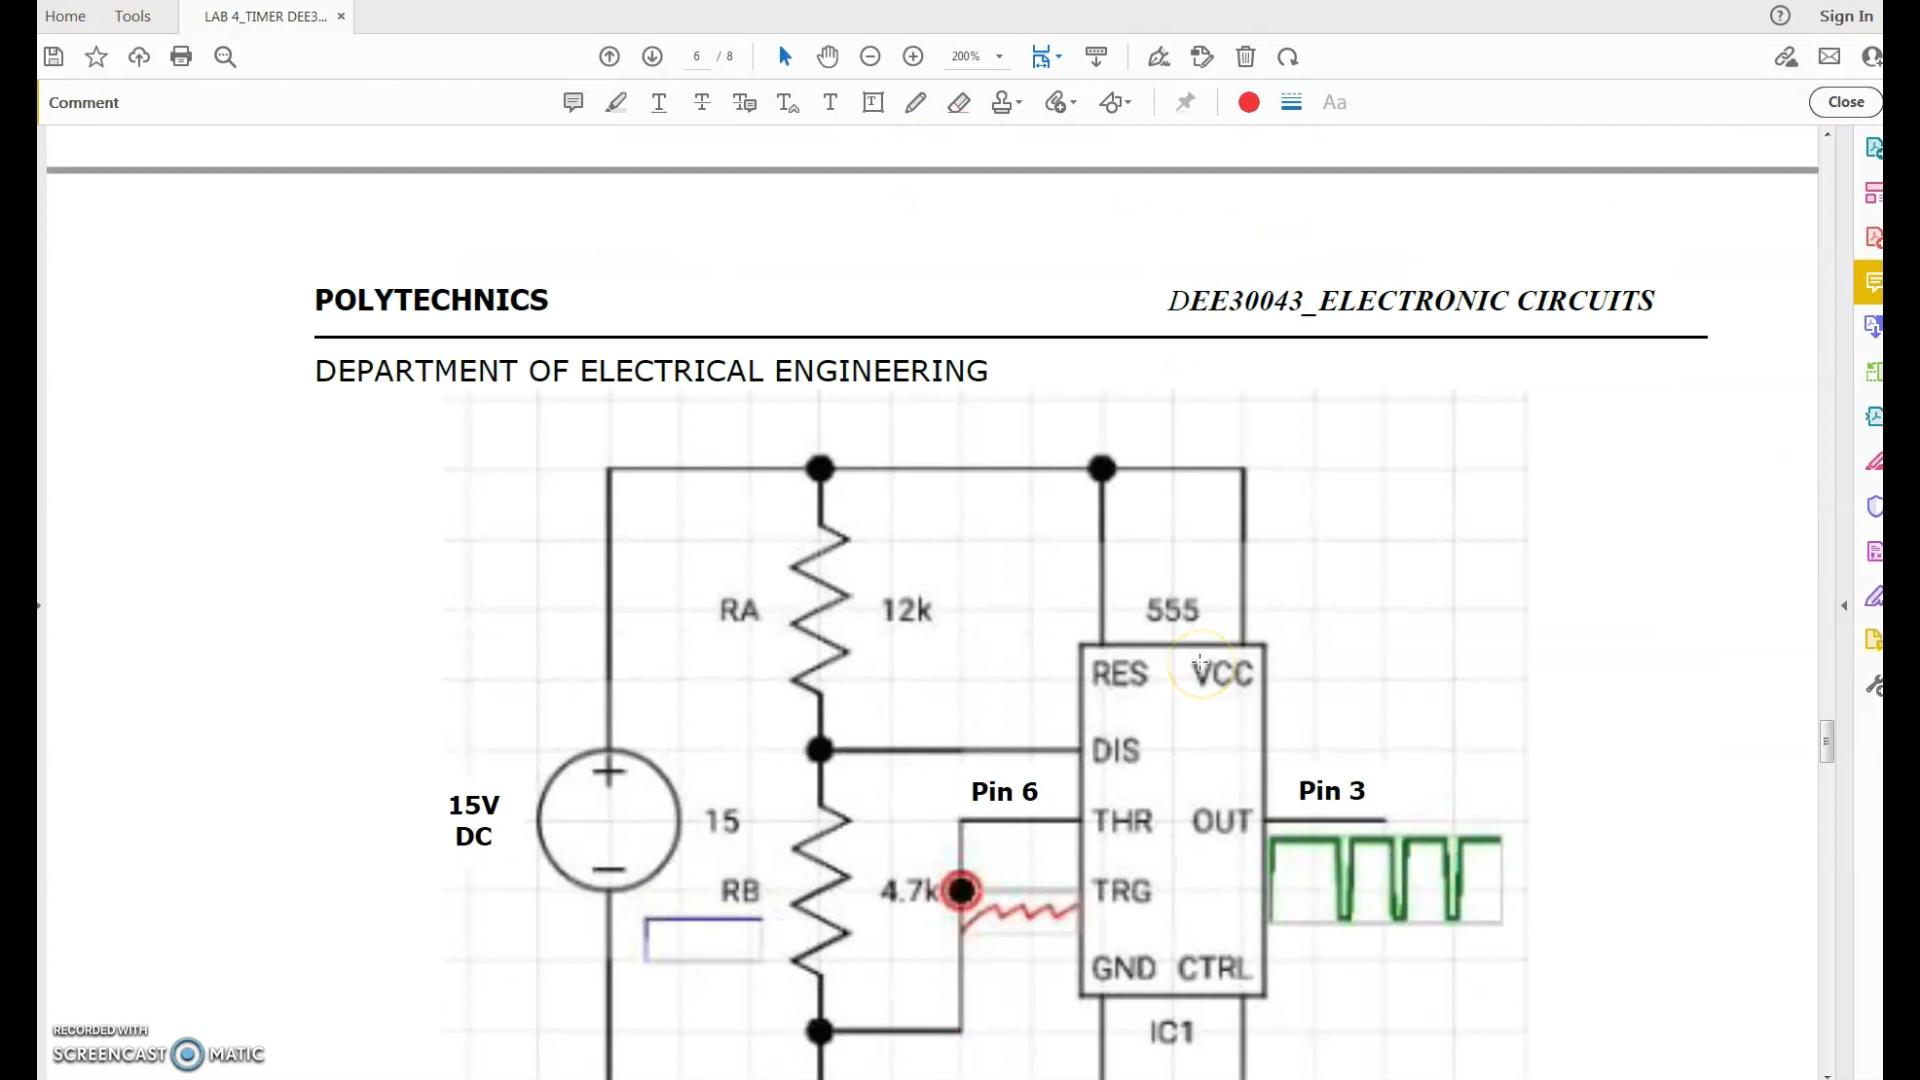 Home Tools LAB 4_TIMER DEE3... × Sign In
6 / 8 200%
Comment Aa Close
POLYTECHNICS DEE30043_ELECTRONIC CIRCUITS
DEPARTMENT OF ELECTRICAL ENGINEERING
RA 12k 555
RES VCC
DIS
Pin 6 Pin 3
15V
DC
15 THR OUT
RB 4.7k TRG
GND CTRL
IC1
RECORDED WITH
SCREENCAST MATIC